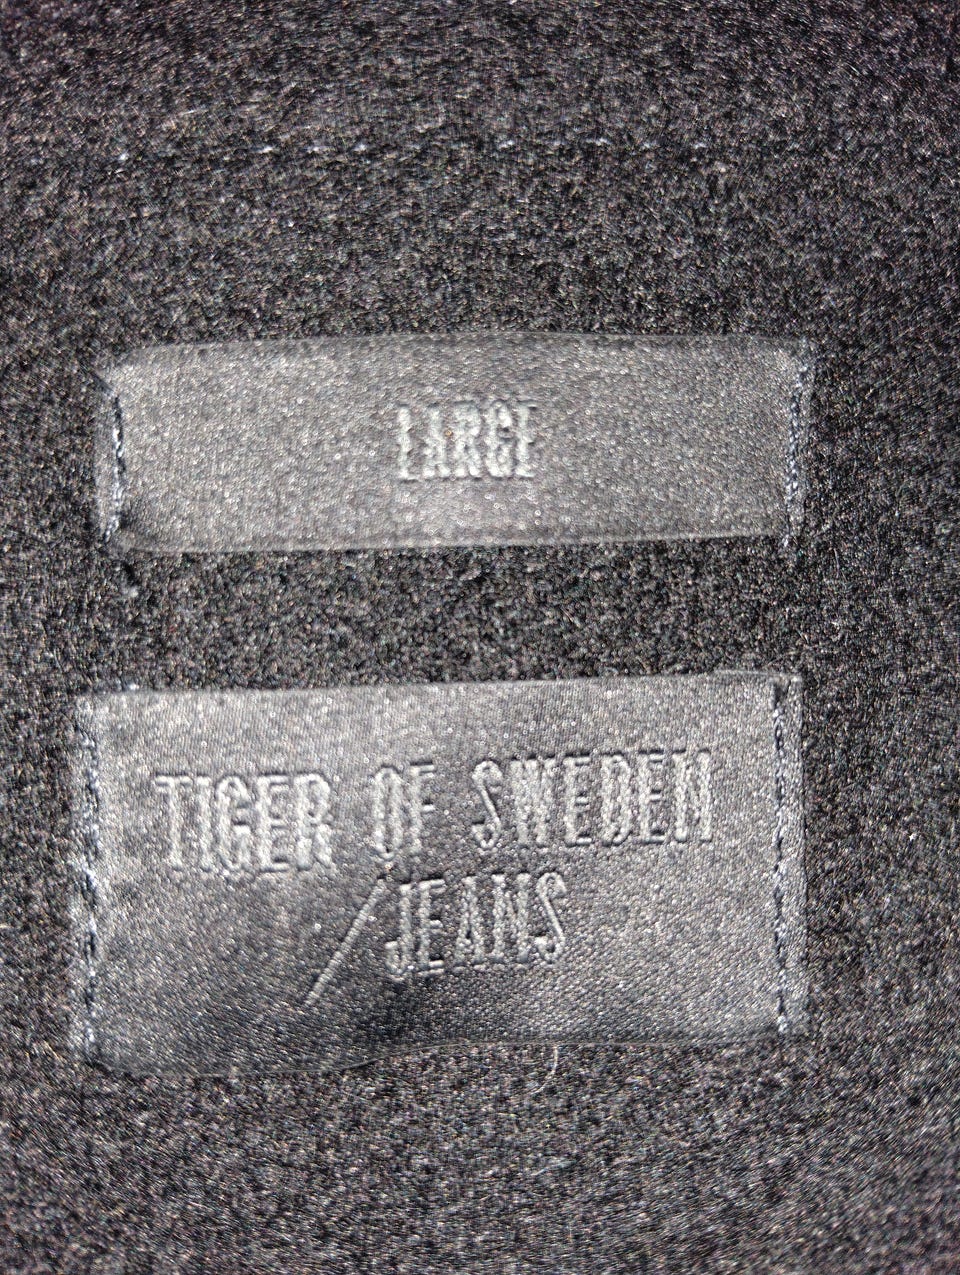 LARGE
TIGER OF SWEDEN
/JEANS